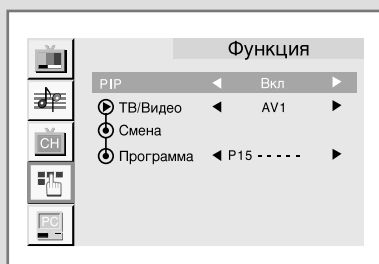 Функция
PIP Вкл
ТВ/Видео AV1
Смена
CH
Программа P15 - - - - -
PC